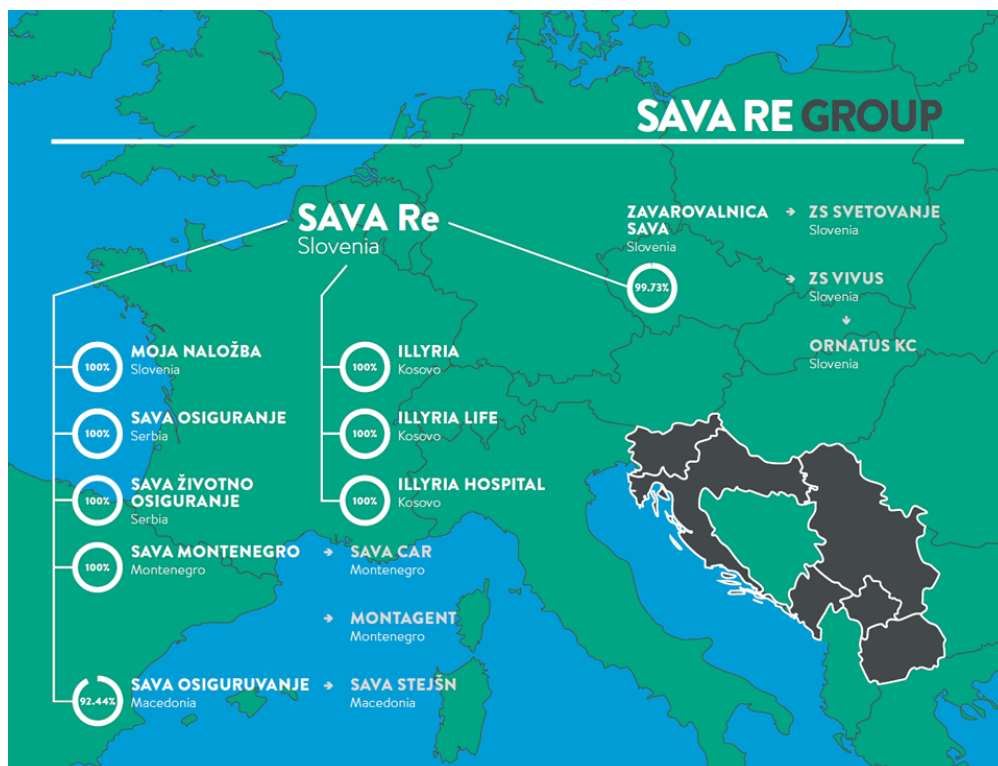 SAVA RE GROUP
SAVA Re
Slovenia
ZAVAROVALNICA
SAVA
Slovenia
99.73%
ZS SVETOVANJE
Slovenia
ZS VIVUS
Slovenia
ORNATUS KC
Slovenia
100%
MOJA NALOŽBA
Slovenia
100%
SAVA OSIGURANJE
Serbia
100%
SAVA ŽIVOTNO
OSIGURANJE
Serbia
100%
SAVA MONTENEGRO
Montenegro
SAVA CAR
Montenegro
MONTAGENT
Montenegro
92.44%
SAVA OSIGURUVANJE
Macedonia
SAVA STEJŠN
Macedonia
100%
ILLYRIA
Kosovo
100%
ILLYRIA LIFE
Kosovo
100%
ILLYRIA HOSPITAL
Kosovo